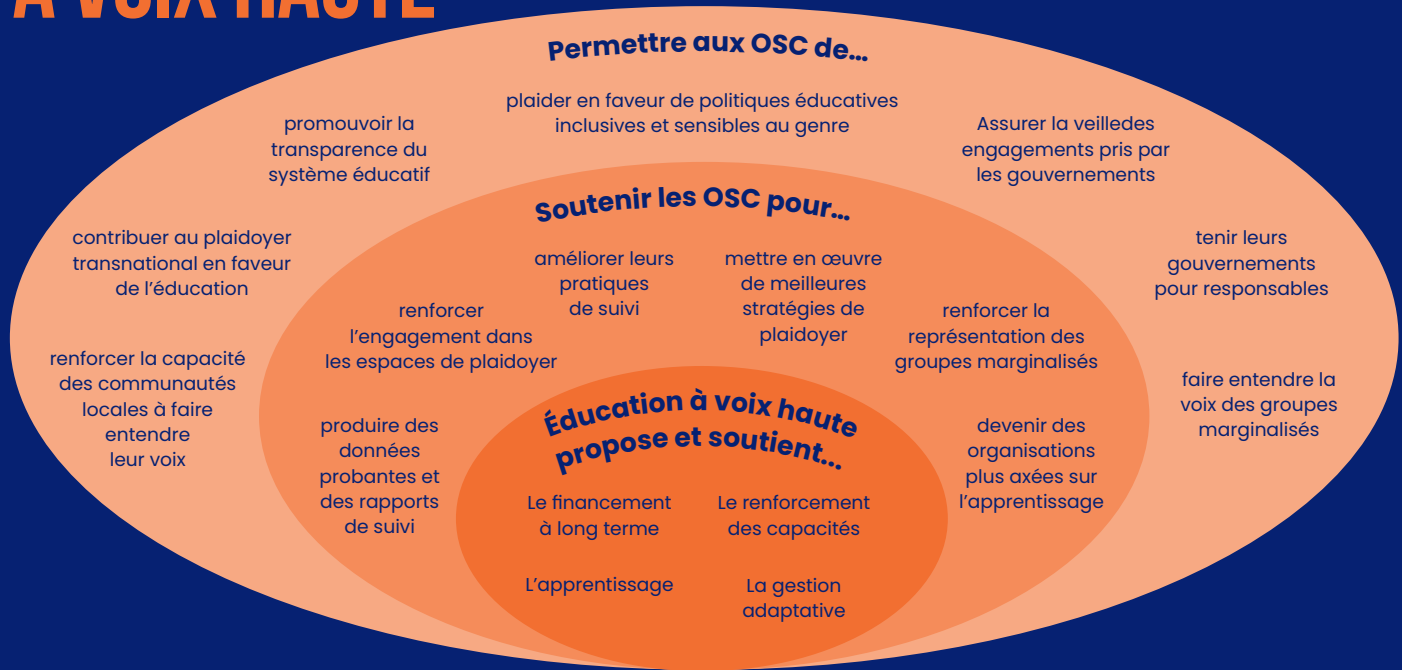 À VOIX HAUTE
Permettre aux OSC de...
plaider en faveur de politiques éducatives
inclusives et sensibles au genre
promouvoir la
transparence du
système éducatif
Assurer la veilledes
engagements pris par
les gouvernements
contribuer au plaidoyer
transnational en faveur
de l’éducation
tenir leurs
gouvernements
pour responsables
renforcer la capacité
des communautés
locales à faire
entendre
leur voix
faire entendre la
voix des groupes
marginalisés
Soutenir les OSC pour...
améliorer leurs
pratiques
de suivi
mettre en œuvre
de meilleures
stratégies de
plaidoyer
renforcer
l’engagement dans
les espaces de plaidoyer
renforcer la
représentation des
groupes marginalisés
produire des
données
probantes et
des rapports
de suivi
devenir des
organisations
plus axées sur
l’apprentissage
Éducation à voix haute
propose et soutient...
Le financement
à long terme
Le renforcement
des capacités
L’apprentissage
La gestion
adaptative